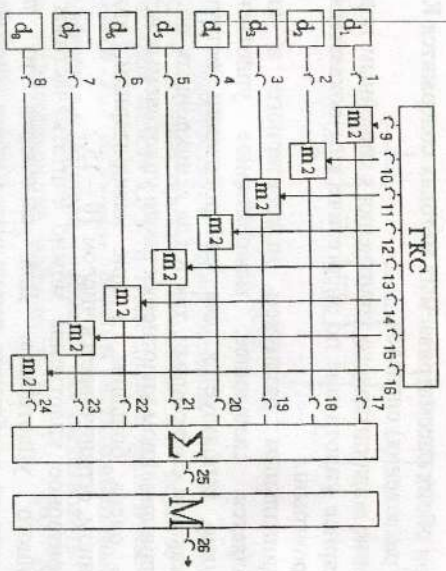 d₈ d₇ d₆ d₅ d₄ d₃ d₂ d₁
8 7 6 5 4 3 2 1
ГКС
9
10
11
12
13
14
15
16
m2
m2
m2
m2
m2
m2
m2
m2
24 23 22 21 20 19 18 17
Σ
25
M
26